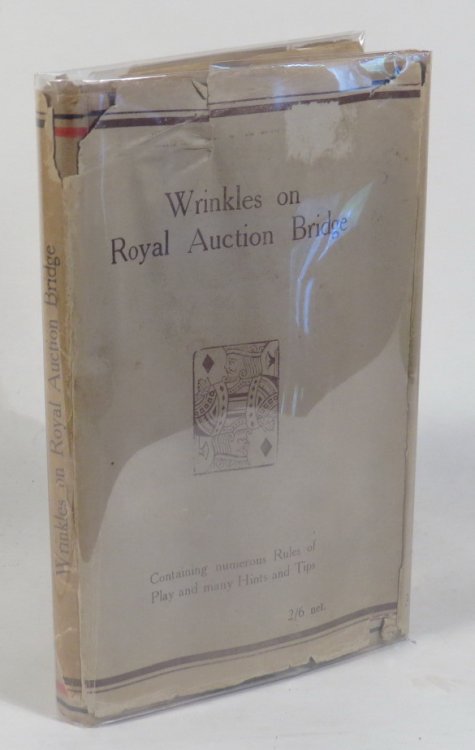 Wrinkles on
Royal Auction Bridge
Containing numerous Rules of
Play and many Hints and Tips
2/6 net.
Wrinkles on Royal Auction Bridge